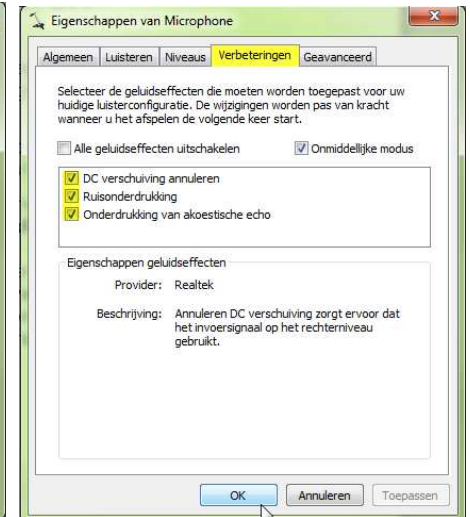 Eigenschappen van Microphone
Algemeen Luisteren Niveaus Verbeteringen Geavanceerd
Selecteer de geluidseffecten die moeten worden toegepast voor uw
huidige luisterconfiguratie. De wijzigingen worden pas van kracht
wanneer u het afspelen de volgende keer start.
Alle geluidseffecten uitschakelen Onmiddellijke modus
DC verschuiving annuleren
Ruisonderdrukking
Onderdrukking van akoestische echo
Eigenschappen geluidseffecten
Provider: Realtek
Beschrijving: Annuleren DC verschuiving zorgt ervoor dat
het invoersignaal op het rechterniveau
gebruikt.
OK Annuleren Toepassen